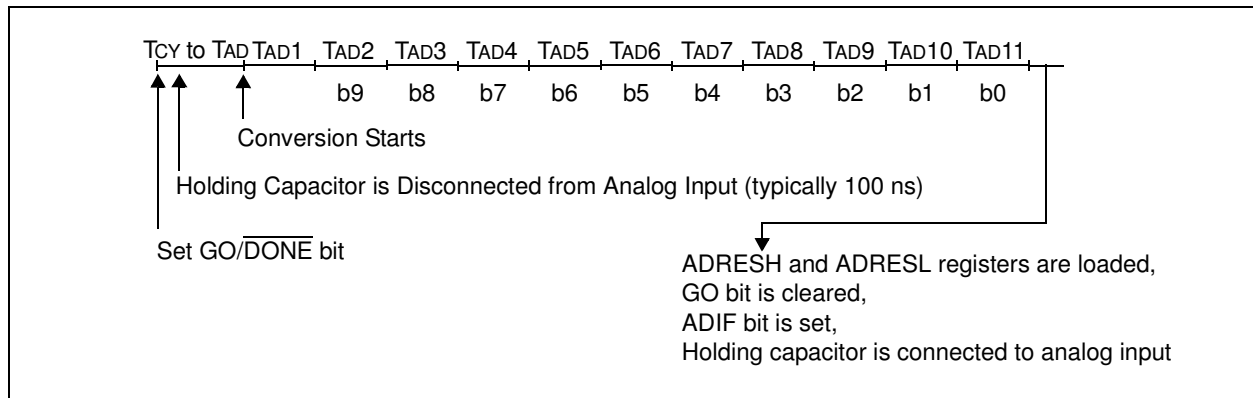 TCY to TAD TAD1 TAD2 TAD3 TAD4 TAD5 TAD6 TAD7 TAD8 TAD9 TAD10 TAD11
b9 b8 b7 b6 b5 b4 b3 b2 b1 b0
Conversion Starts
Holding Capacitor is Disconnected from Analog Input (typically 100 ns)
Set GO/DONE bit
ADRESH and ADRESL registers are loaded,
GO bit is cleared,
ADIF bit is set,
Holding capacitor is connected to analog input